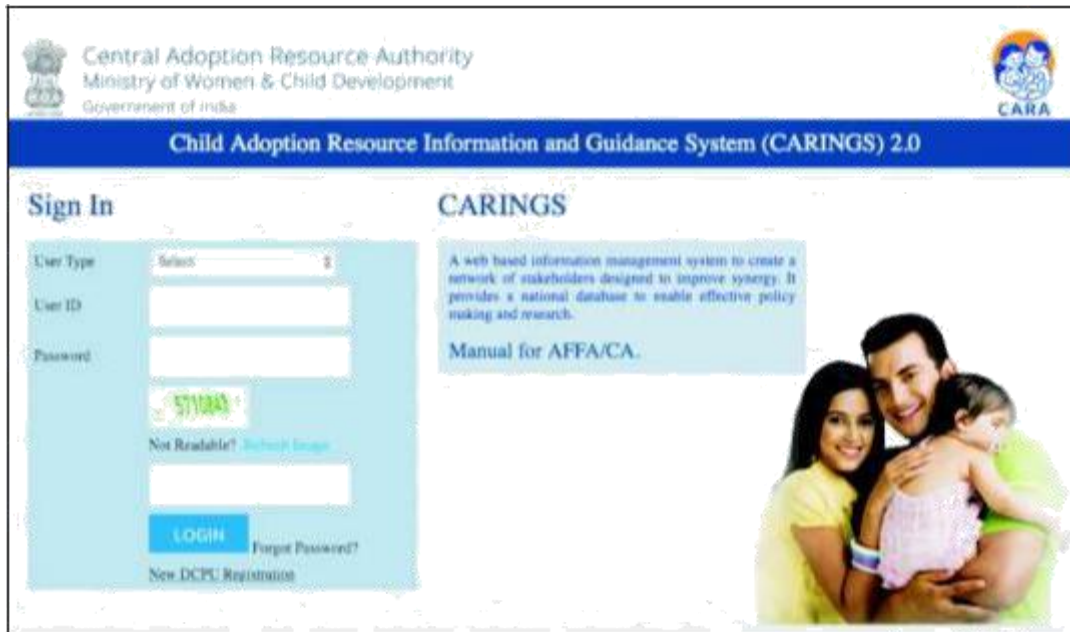 Central Adoption Resource Authority
Ministry of Women & Child Development
Government of India
CARA
Child Adoption Resource Information and Guidance System (CARINGS) 2.0
Sign In
User Type
Select
User ID
Password
Not Readable? Refresh Image
LOGIN
Forgot Password?
New DCPU Registration
CARINGS
A web based information management system to create a
network of stakeholders designed to improve synergy. It
provides a national database to enable effective policy
making and research.
Manual for AFFA/CA.